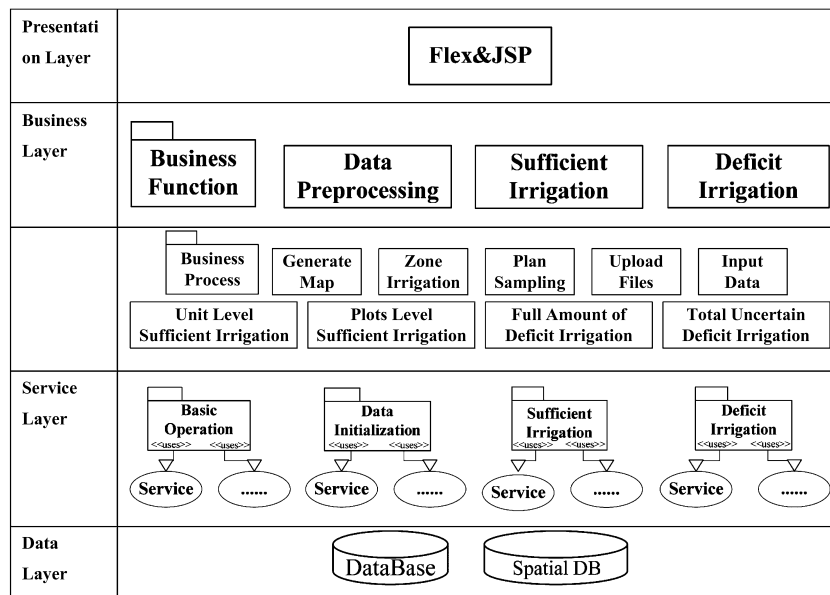 Presentati
on Layer
Flex&JSP
Business
Layer
Business
Function
Data
Preprocessing
Sufficient
Irrigation
Deficit
Irrigation
Business
Process
Generate
Map
Zone
Irrigation
Plan
Sampling
Upload
Files
Input
Data
Unit Level
Sufficient Irrigation
Plots Level
Sufficient Irrigation
Full Amount of
Deficit Irrigation
Total Uncertain
Deficit Irrigation
Service
Layer
Basic
Operation
<<uses>> <<uses>>
Service
......
Data
Initialization
<<uses>> <<uses>>
Service
......
Sufficient
Irrigation
<<uses>> <<uses>>
Service
......
Deficit
Irrigation
<<uses>> <<uses>>
Service
......
Data
Layer
DataBase
Spatial DB